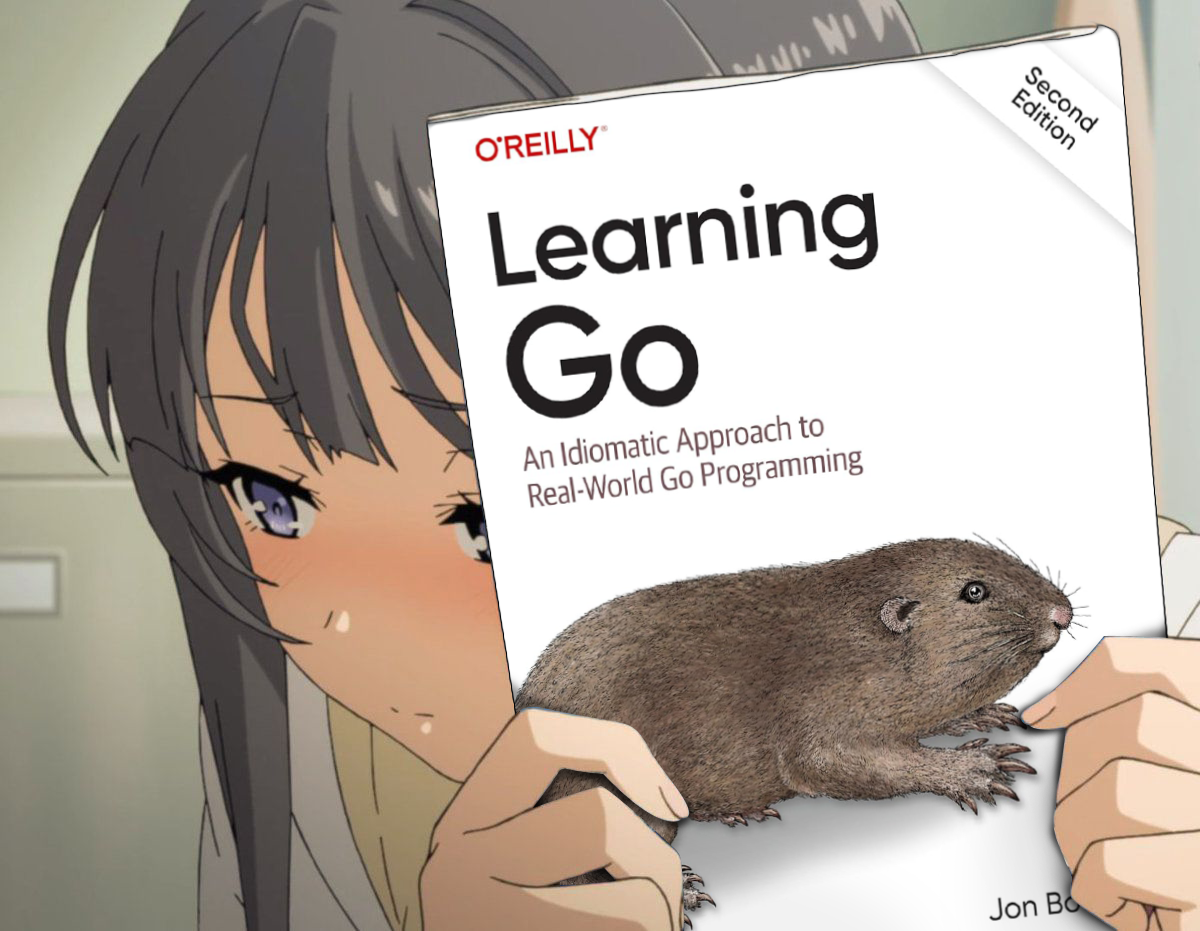 O'REILLY®
Second
Edition
Learning
Go
An Idiomatic Approach to
Real-World Go Programming
Jon Bo